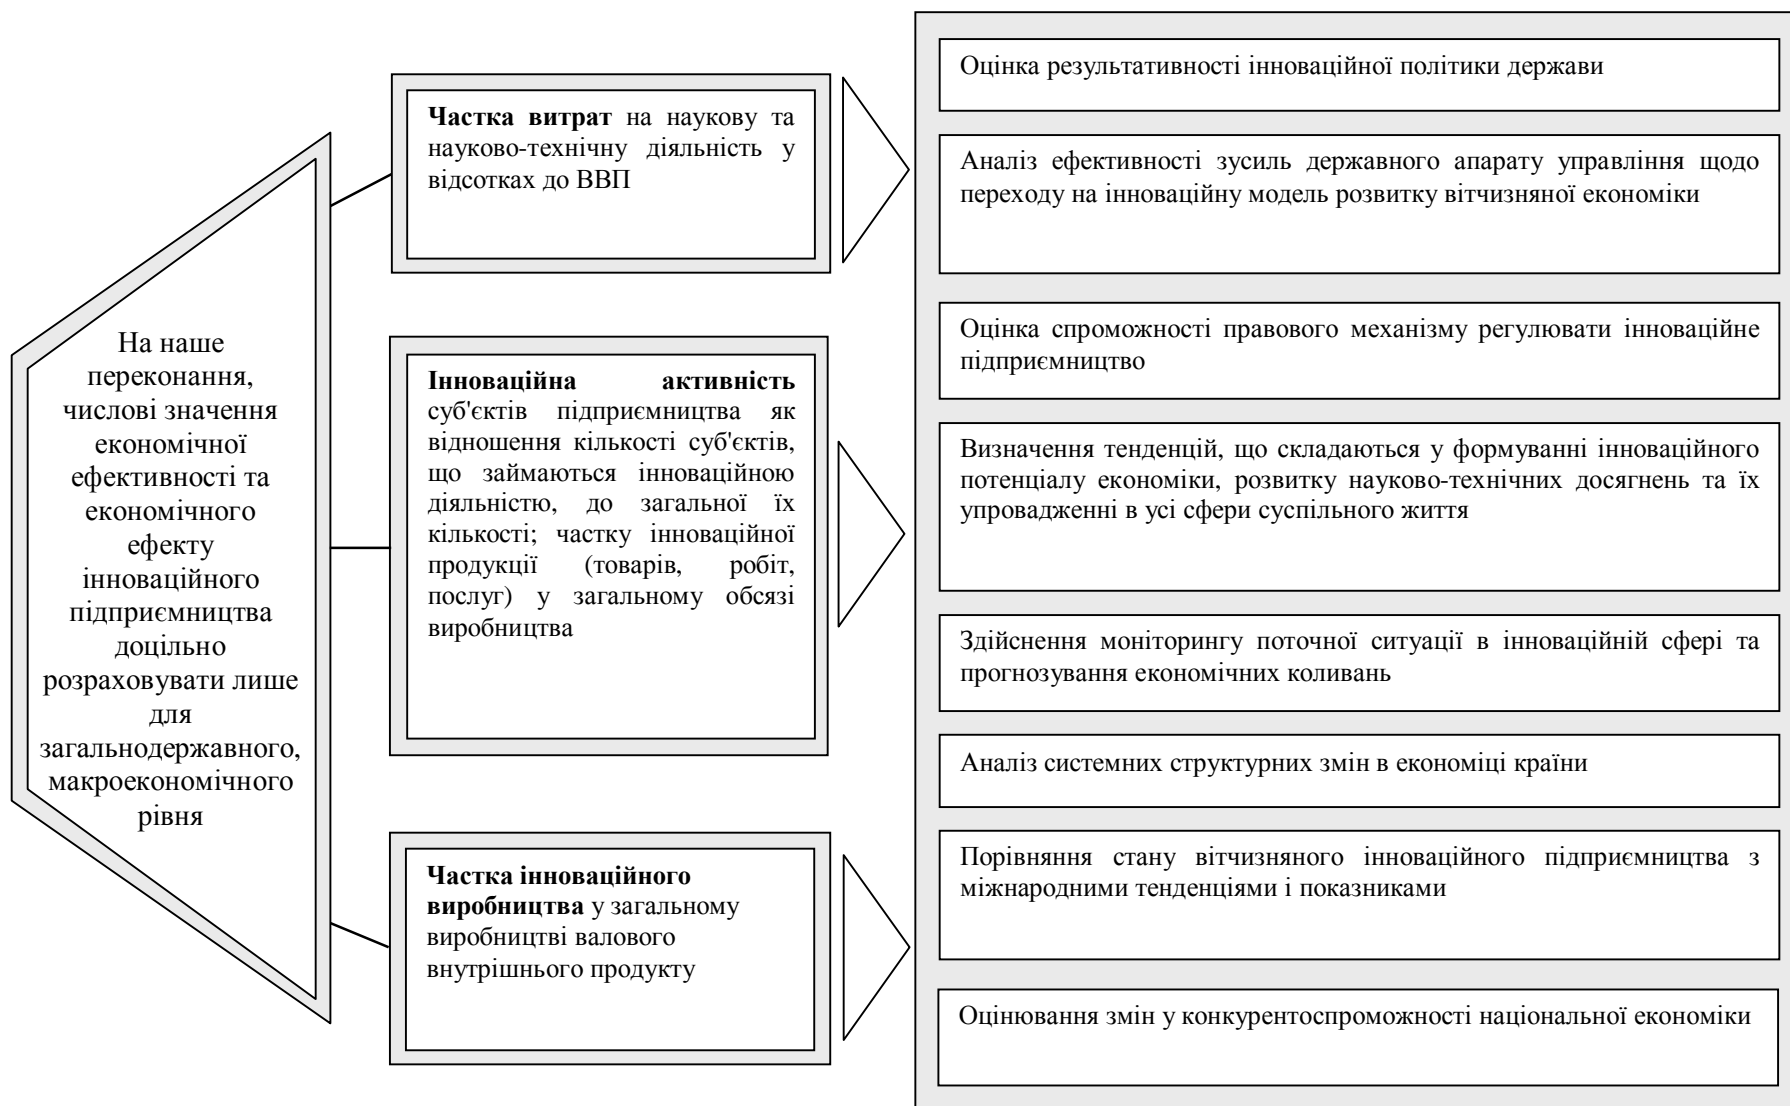 На наше
переконання,
числові значення
економічної
ефективності та
економічного
ефекту
інноваційного
підприємництва
доцільно
розраховувати лише
для
загальнодержавного,
макроекономічного
рівня
Частка витрат на наукову та
науково-технічну діяльність у
відсотках до ВВП
Інноваційна активність
суб'єктів підприємництва як
відношення кількості суб'єктів,
що займаються інноваційною
діяльністю, до загальної їх
кількості; частку інноваційної
продукції (товарів, робіт,
послуг) у загальному обсязі
виробництва
Частка інноваційного
виробництва у загальному
виробництві валового
внутрішнього продукту
Оцінка результативності інноваційної політики держави
Аналіз ефективності зусиль державного апарату управління щодо
переходу на інноваційну модель розвитку вітчизняної економіки
Оцінка спроможності правового механізму регулювати інноваційне
підприємництво
Визначення тенденцій, що складаються у формуванні інноваційного
потенціалу економіки, розвитку науково-технічних досягнень та їх
упровадженні в усі сфери суспільного життя
Здійснення моніторингу поточної ситуації в інноваційній сфері та
прогнозування економічних коливань
Аналіз системних структурних змін в економіці країни
Порівняння стану вітчизняного інноваційного підприємництва з
міжнародними тенденціями і показниками
Оцінювання змін у конкурентоспроможності національної економіки